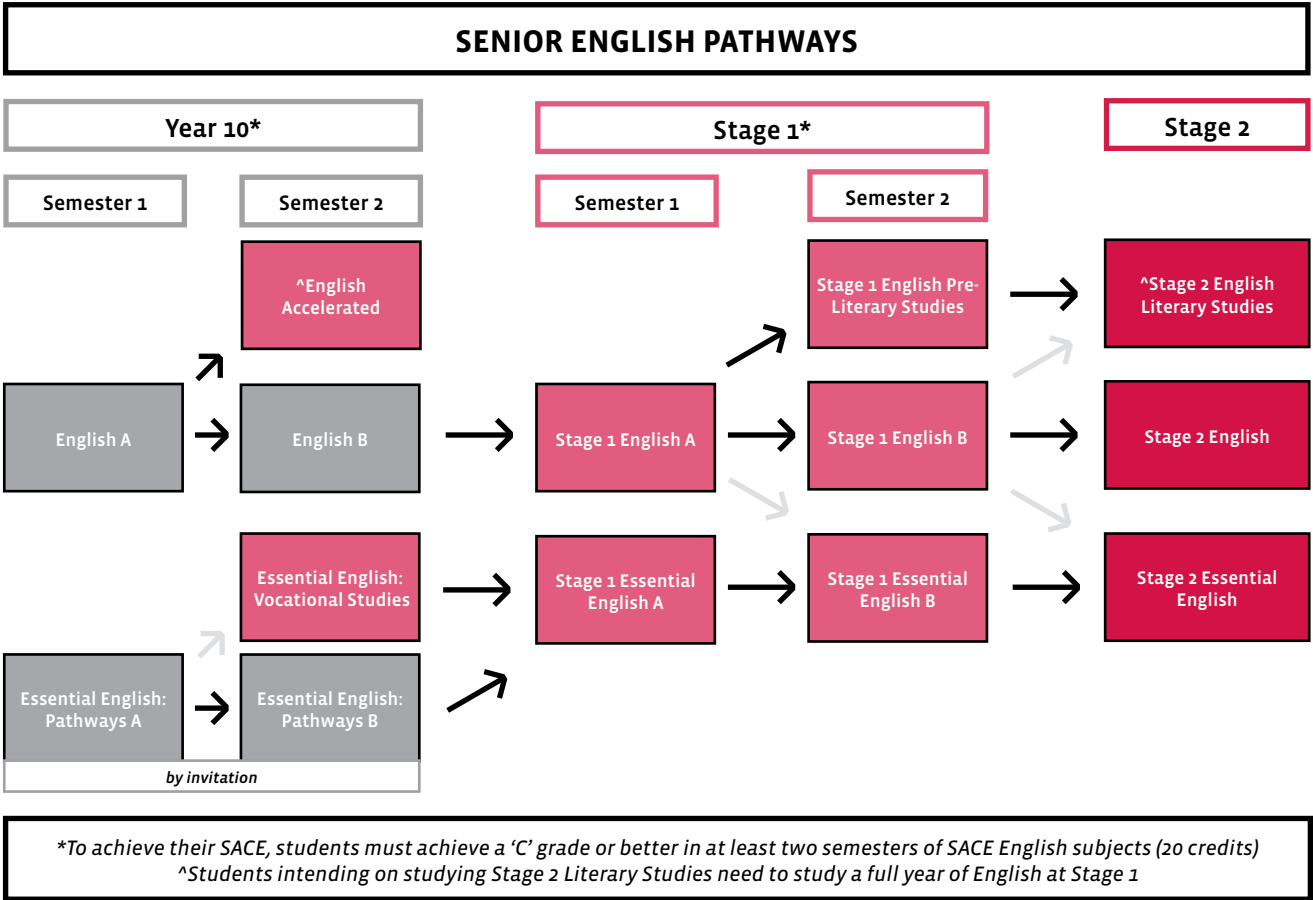 SENIOR ENGLISH PATHWAYS
Year 10*
Stage 1*
Stage 2
Semester 1
Semester 2
Semester 1
Semester 2
^English
Accelerated
Stage 1 English Pre-
Literary Studies
^Stage 2 English
Literary Studies
English A
English B
Stage 1 English A
Stage 1 English B
Stage 2 English
Essential English:
Vocational Studies
Stage 1 Essential
English A
Stage 1 Essential
English B
Stage 2 Essential
English
Essential English:
Pathways A
Essential English:
Pathways B
by invitation
*To achieve their SACE, students must achieve a ‘C’ grade or better in at least two semesters of SACE English subjects (20 credits)
^Students intending on studying Stage 2 Literary Studies need to study a full year of English at Stage 1